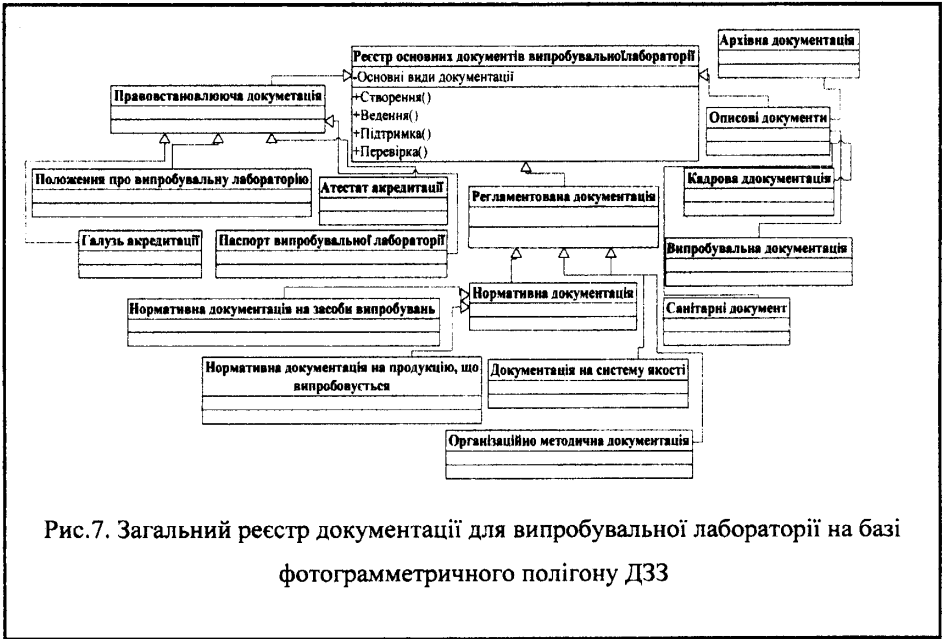 Архівна документація
Реєстр основних документів випробувальноїлабораторії
-Основні види документації
+Створення()
+Ведення()
+Підтримка()
+Перевірка()
Правовстановлююча докуметація
Описові документи
Положення про випробувальну лабораторію
Атестат акредитації
Регламентована документація
Кадрова ддокументація
Галузь акредитації
Паспорт випробувальної лабораторії
Випробувальна документація
Нормативна документація на засоби випробувань
Нормативна документація
Санітарні документ
Нормативна документація на продукцію, що
випробовується
Документація на систему якості
Організаційно методична документація
Рис.7. Загальний реєстр документації для випробувальної лабораторії на базі
фотограмметричного полігону ДЗЗ